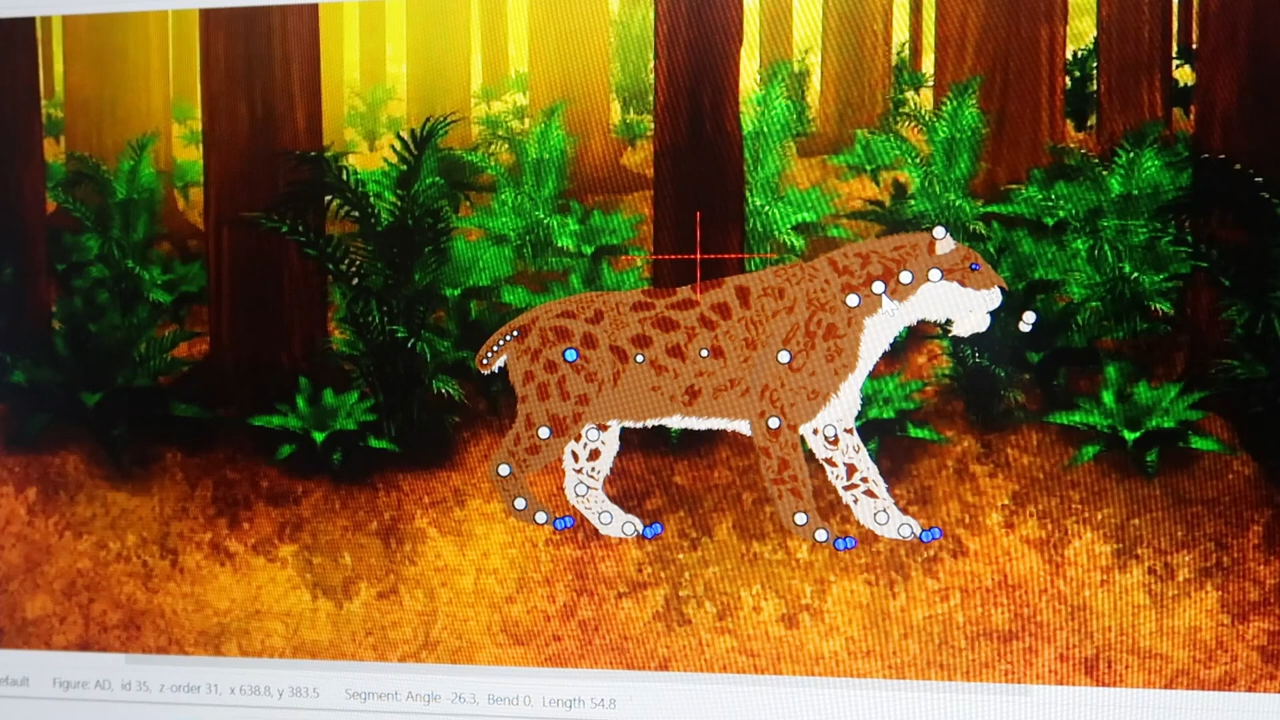 Figure: AD, id 35, z-order 31, x 638.8, y 383.5 Segment: Angle -26.3, Bend 0, Length 54.8